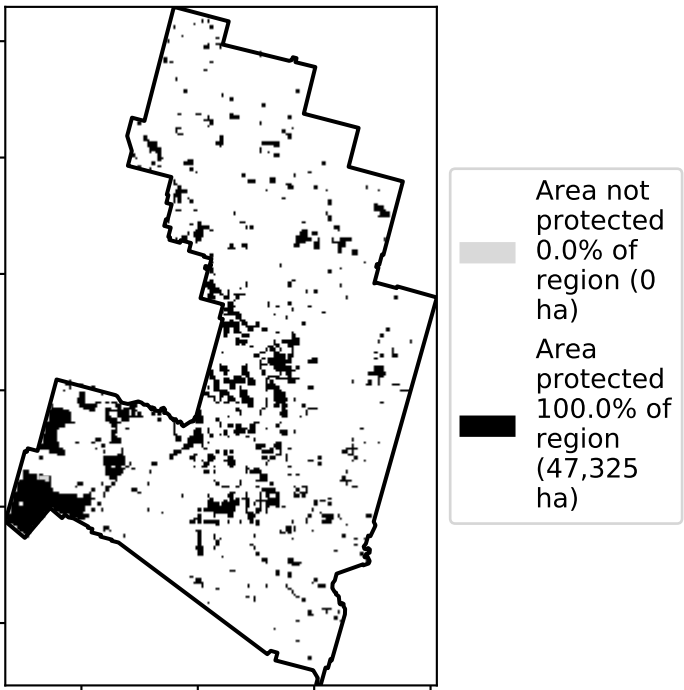 Area not
protected
0.0% of
region (0
ha)
Area
protected
100.0% of
region
(47,325
ha)